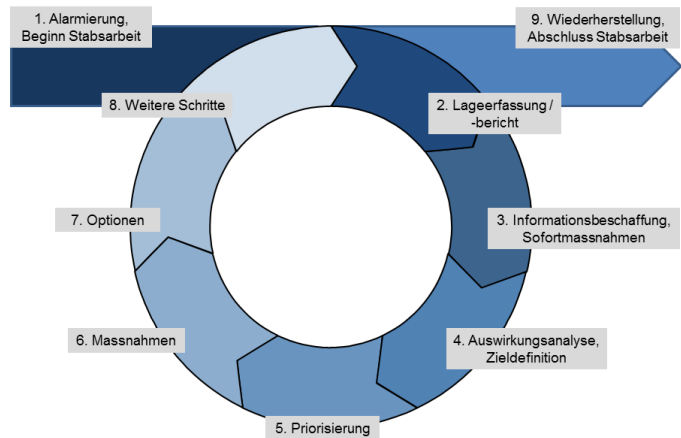 1. Alarmierung,
Beginn Stabsarbeit
9. Wiederherstellung,
Abschluss Stabsarbeit
2. Lageerfassung /
-bericht
3. Informationsbeschaffung,
Sofortmassnahmen
4. Auswirkungsanalyse,
Zieldefinition
5. Priorisierung
6. Massnahmen
7. Optionen
8. Weitere Schritte